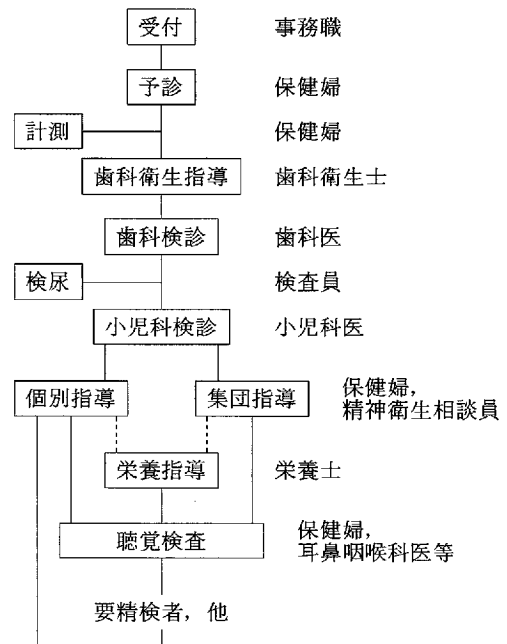 受付 事務職
予診 保健婦
計測 保健婦
歯科衛生指導 歯科衛生士
歯科検診 歯科医
検尿 検査員
小児科検診 小児科医
個別指導 集団指導 保健婦,
精神衛生相談員
栄養指導 栄養士
聴覚検査 保健婦,
耳鼻咽喉科医等
要精検者, 他